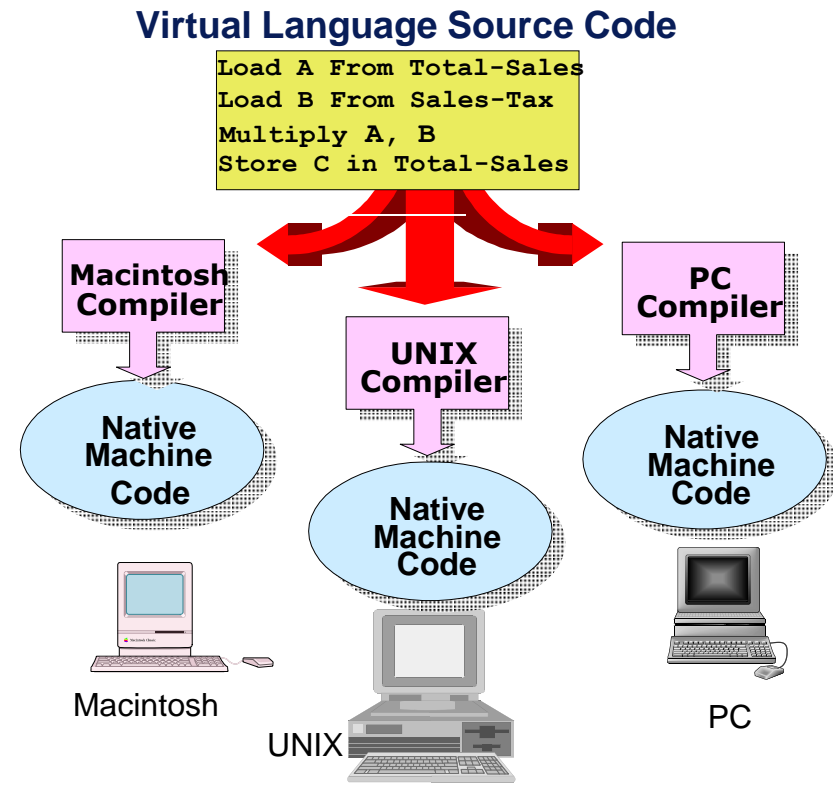 Virtual Language Source Code
Load A From Total-Sales
Load B From Sales-Tax
Multiply A, B
Store C in Total-Sales
Macintosh
Compiler
PC
Compiler
UNIX
Compiler
Native
Machine
Code
Native
Machine
Code
Native
Machine
Code
Macintosh
UNIX
PC